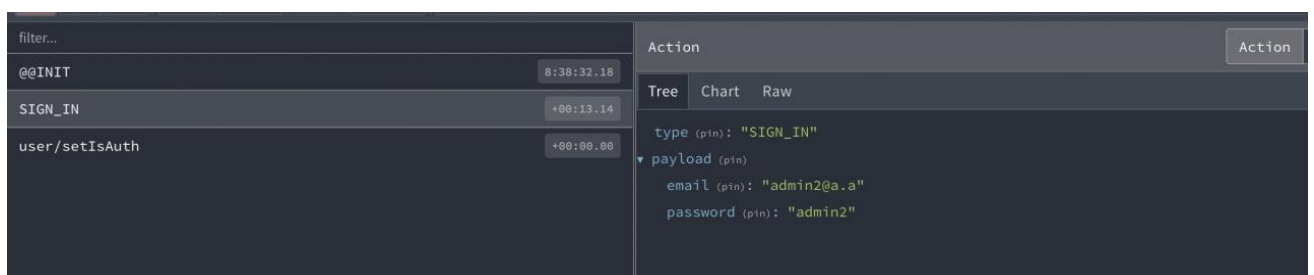 filter...
@@INIT 8:38:32.18
SIGN_IN +00:13.14
user/setIsAuth +00:00.00
Action Action
Tree Chart Raw
type (pin): "SIGN_IN"
payload (pin)
email (pin): "admin2@a.a"
password (pin): "admin2"